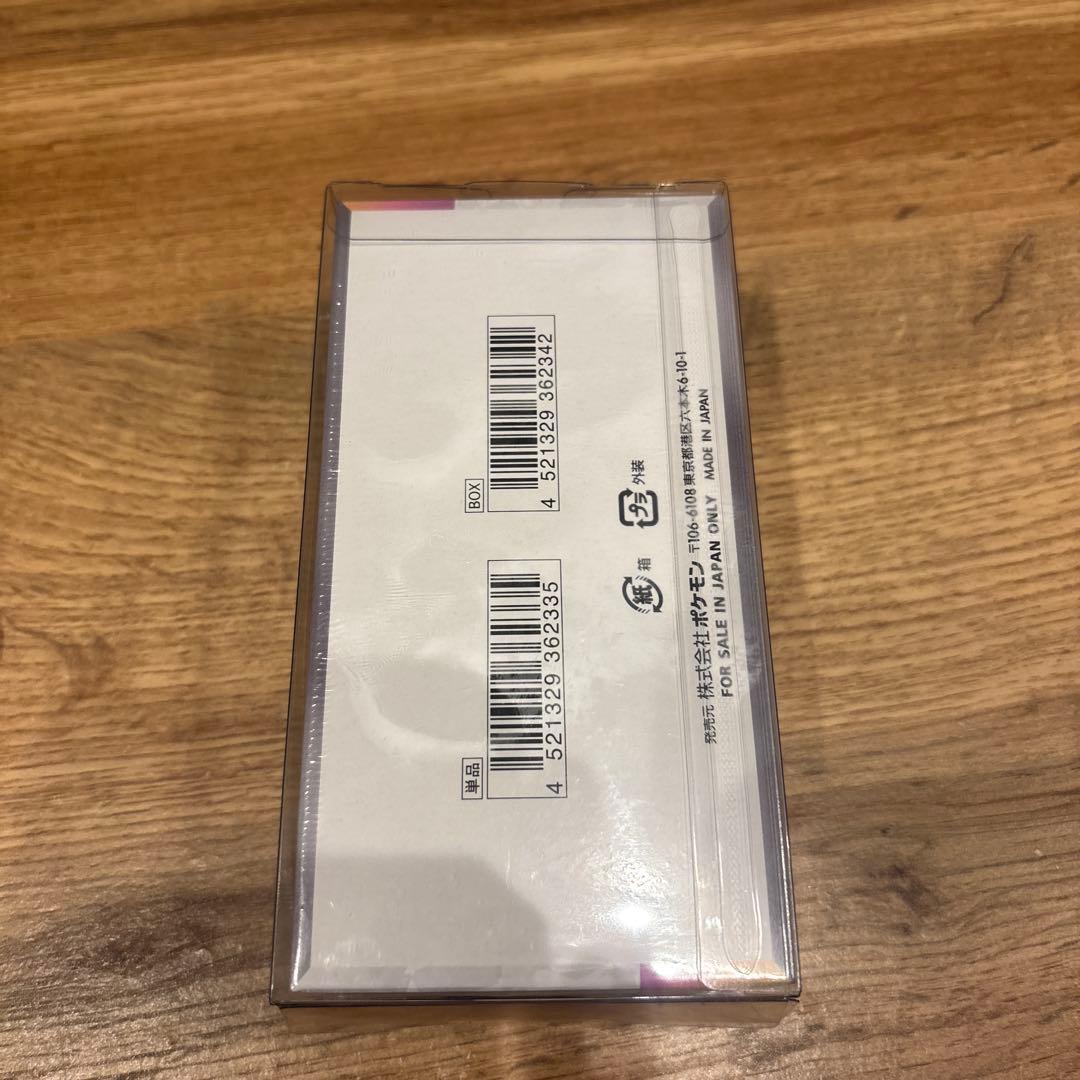 単品
4 521329 362335
BOX
4 521329 362342
紙 箱
プラ 外装
発売元 株式会社ポケモン 〒106-6108 東京都港区六本木6-10-1
FOR SALE IN JAPAN ONLY MADE IN JAPAN